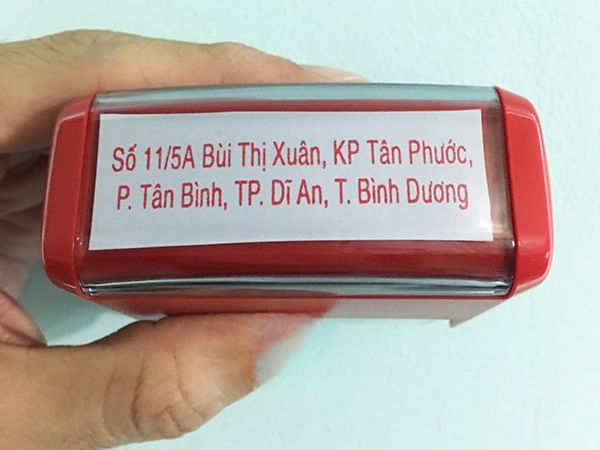 Số 11/5A Bùi Thị Xuân, KP Tân Phước,
P. Tân Bình, TP. Dĩ An, T. Bình Dương